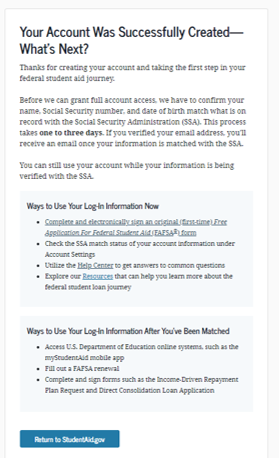 Your Account Was Successfully Created—
What's Next?
Thanks for creating your account and taking the first step in your
federal student aid journey.
Before we can grant full account access, we have to confirm your
name, Social Security number, and date of birth match what is on
record with the Social Security Administration (SSA). This process
takes one to three days. If you verified your email address, you'll
receive an email once your information is matched with the SSA.
You can still use your account while your information is being
verified with the SSA.
Ways to Use Your Log-In Information Now
• Complete and electronically sign an original (first-time) Free
Application For Federal Student Aid (FAFSA®) form
• Check the SSA match status of your account information under
Account Settings
• Utilize the Help Center to get answers to common questions
• Explore our Resources that can help you learn more about the
federal student loan journey
Ways to Use Your Log-In Information After You've Been Matched
• Access U.S. Department of Education online systems, such as the
myStudentAid mobile app
• Fill out a FAFSA renewal
• Complete and sign forms such as the Income-Driven Repayment
Plan Request and Direct Consolidation Loan Application
Return to StudentAid.gov